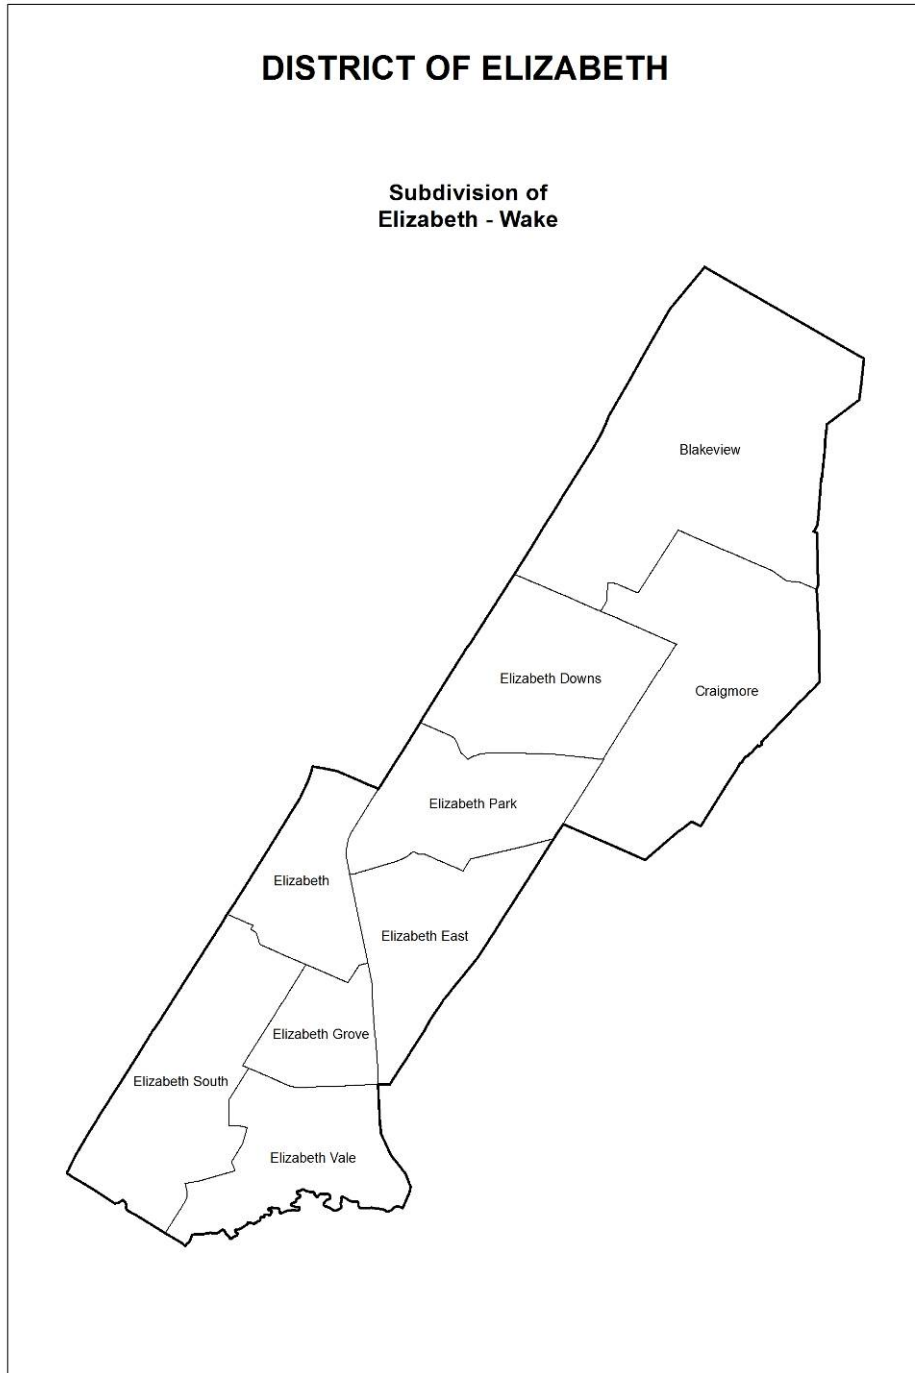 DISTRICT OF ELIZABETH
Subdivision of
Elizabeth - Wake
Blakeview
Elizabeth Downs
Craigmore
Elizabeth Park
Elizabeth
Elizabeth East
Elizabeth Grove
Elizabeth South
Elizabeth Vale